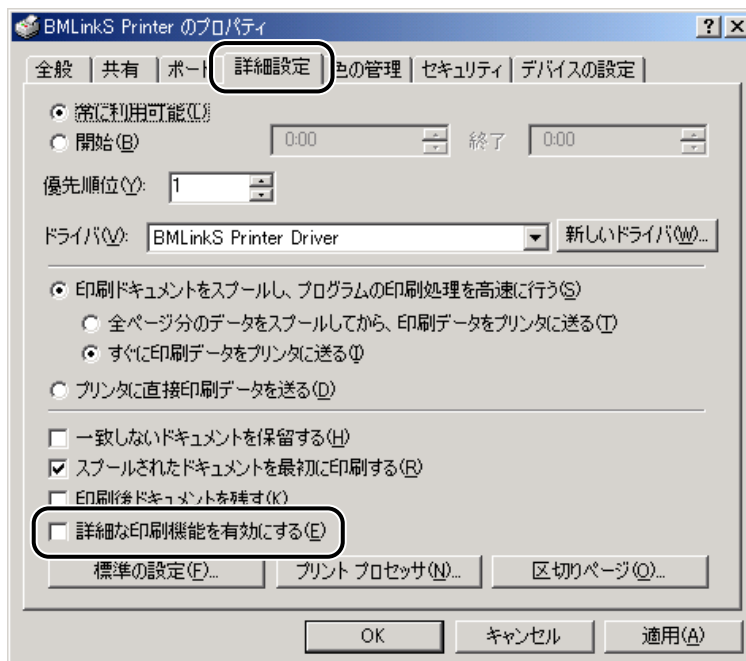 BMLinkS Printer のプロパティ
全般 共有 ポート 詳細設定 色の管理 セキュリティ デバイスの設定
常に利用可能(L)
開始(B) 0:00 終了 0:00
優先順位(Y): 1
ドライバ(V): BMLinkS Printer Driver 新しいドライバ(W)...
印刷ドキュメントをスプールし、プログラムの印刷処理を高速に行う(S)
全ページ分のデータをスプールしてから、印刷データをプリンタに送る(T)
すぐに印刷データをプリンタに送る(I)
プリンタに直接印刷データを送る(D)
一致しないドキュメントを保留する(H)
スプールされたドキュメントを最初に印刷する(R)
印刷後ドキュメントを残す(K)
詳細な印刷機能を有効にする(E)
標準の設定(F)... プリント プロセッサ(N)... 区切りページ(O)...
OK キャンセル 適用(A)